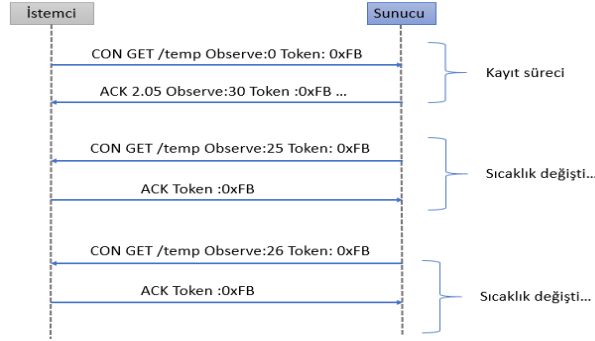 İstemci
Sunucu
CON GET /temp Observe:0 Token: 0xFB
ACK 2.05 Observe:30 Token :0xFB ...
Kayıt süreci
CON GET /temp Observe:25 Token: 0xFB
ACK Token :0xFB
Sıcaklık değişti...
CON GET /temp Observe:26 Token: 0xFB
ACK Token :0xFB
Sıcaklık değişti...